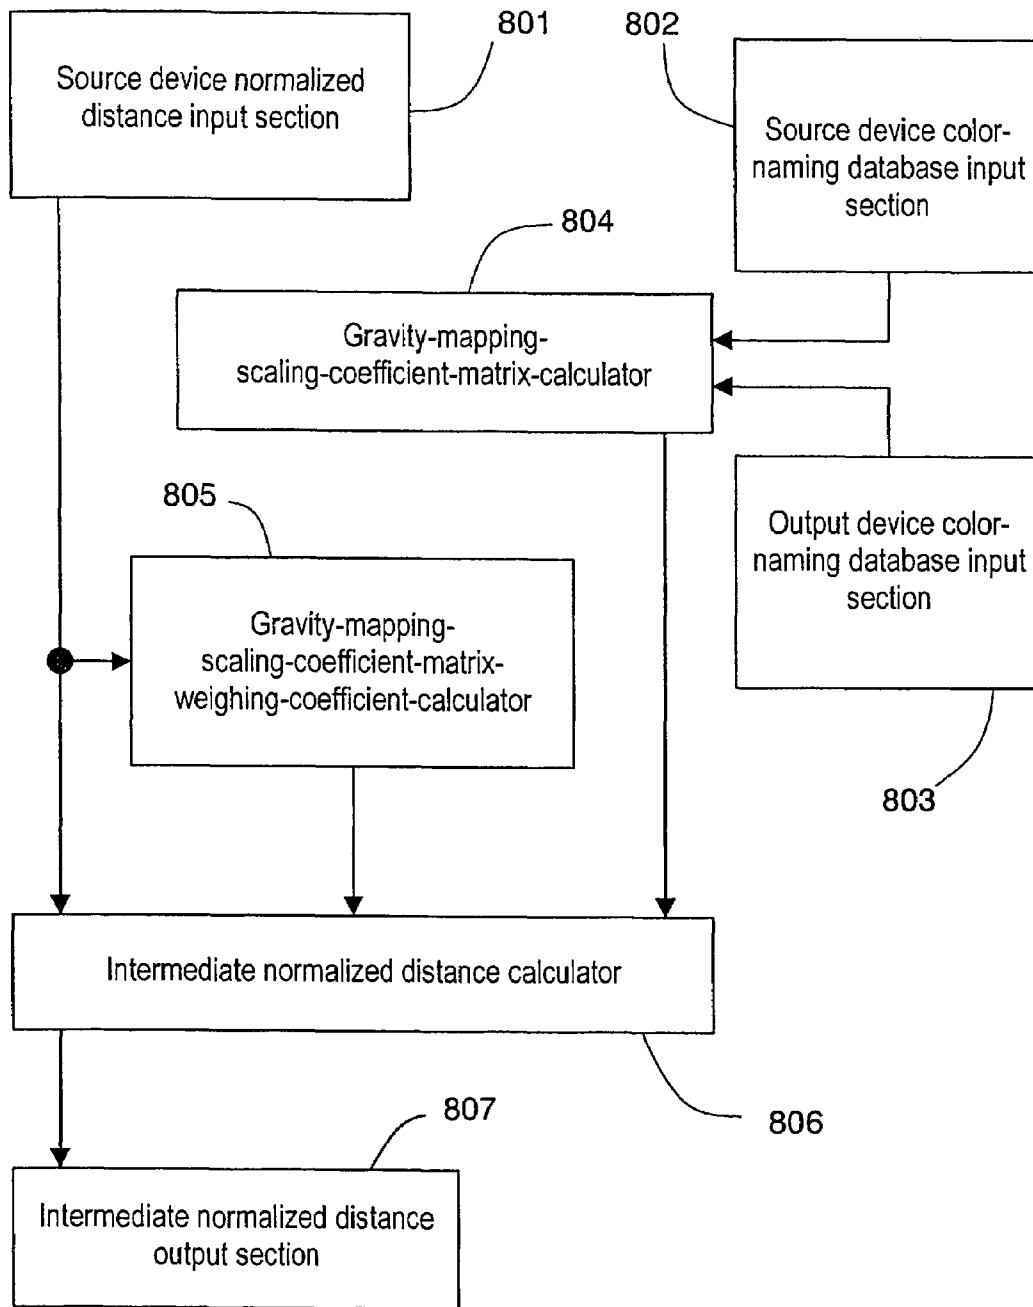 801
802
Source device normalized
distance input section
Source device color-
naming database input
section
804
Gravity-mapping-
scaling-coefficient-matrix-calculator
805
Output device color-
naming database input
section
Gravity-mapping-
scaling-coefficient-matrix-
weighing-coefficient-calculator
803
Intermediate normalized distance calculator
807
806
Intermediate normalized distance
output section